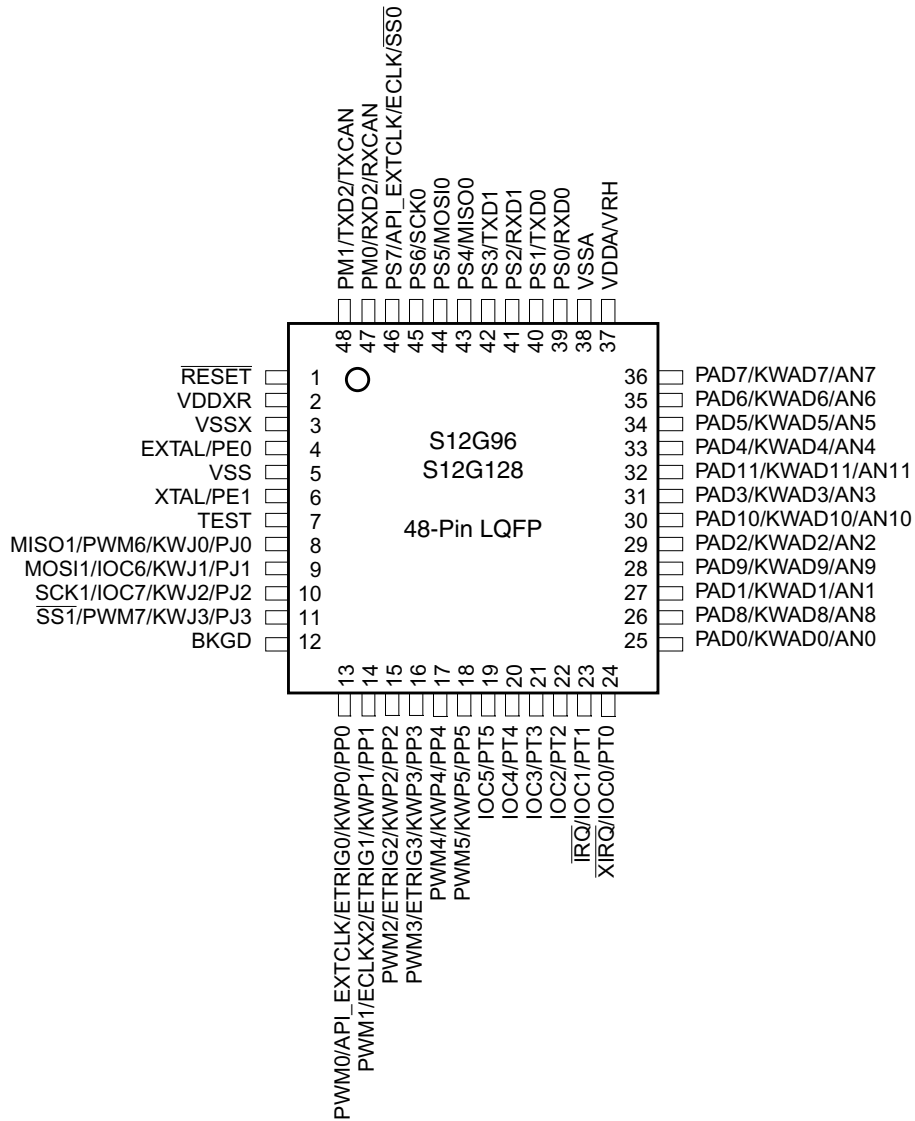 PM1/TXD2/TXCAN
PM0/RXD2/RXCAN
PS7/API_EXTCLK/ECLK/SS0
PS6/SCK0
PS5/MOSI0
PS4/MISO0
PS3/TXD1
PS2/RXD1
PS1/TXD0
PS0/RXD0
VSSA
VDDA/VRH
48
47
46
45
44
43
42
41
40
39
38
37
RESET 1
VDDXR 2
VSSX 3
EXTAL/PE0 4
VSS 5
XTAL/PE1 6
TEST 7
MISO1/PWM6/KWJ0/PJ0 8
MOSI1/IOC6/KWJ1/PJ1 9
SCK1/IOC7/KWJ2/PJ2 10
SS1/PWM7/KWJ3/PJ3 11
BKGD 12
S12G96
S12G128
48-Pin LQFP
36 PAD7/KWAD7/AN7
35 PAD6/KWAD6/AN6
34 PAD5/KWAD5/AN5
33 PAD4/KWAD4/AN4
32 PAD11/KWAD11/AN11
31 PAD3/KWAD3/AN3
30 PAD10/KWAD10/AN10
29 PAD2/KWAD2/AN2
28 PAD9/KWAD9/AN9
27 PAD1/KWAD1/AN1
26 PAD8/KWAD8/AN8
25 PAD0/KWAD0/AN0
13
14
15
16
17
18
19
20
21
22
23
24
PWM0/API_EXTCLK/ETRIG0/KWP0/PP0
PWM1/ECLKX2/ETRIG1/KWP1/PP1
PWM2/ETRIG2/KWP2/PP2
PWM3/ETRIG3/KWP3/PP3
PWM4/KWP4/PP4
PWM5/KWP5/PP5
IOC5/PT5
IOC4/PT4
IOC3/PT3
IOC2/PT2
IRQ/IOC1/PT1
XIRQ/IOC0/PT0